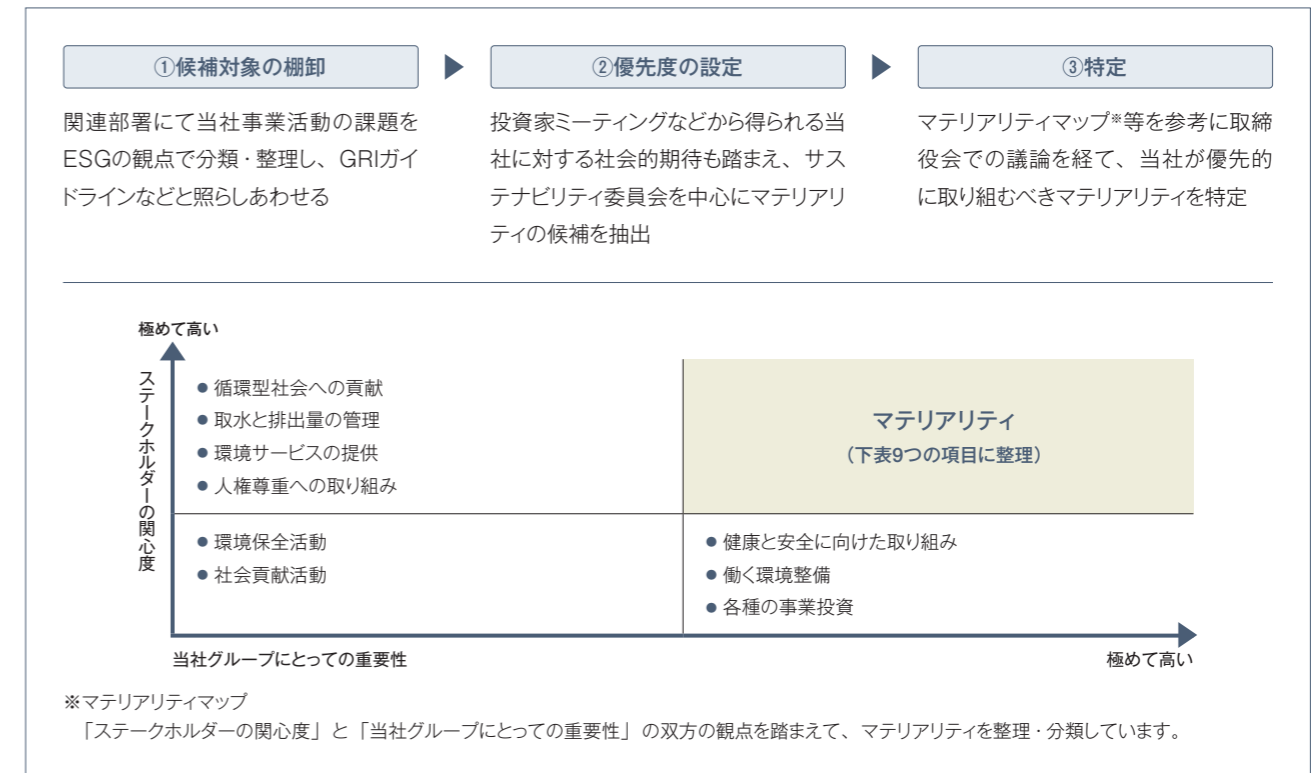 ①候補対象の棚卸
関連部署にて当社事業活動の課題を
ESGの観点で分類・整理し、GRIガイ
ドラインなどと照らしあわせる
②優先度の設定
投資家ミーティングなどから得られる当
社に対する社会的期待も踏まえ、サス
テナビリティ委員会を中心にマテリアリ
ティの候補を抽出
③特定
マテリアリティマップ※等を参考に取締
役会での議論を経て、当社が優先的
に取り組むべきマテリアリティを特定
極めて高い
ステークホルダーの関心度
●循環型社会への貢献
●取水と排出量の管理
●環境サービスの提供
●人権尊重への取り組み
マテリアリティ
（下表9つの項目に整理）
●環境保全活動
●社会貢献活動
●健康と安全に向けた取り組み
●働く環境整備
●各種の事業投資
当社グループにとっての重要性
極めて高い
※マテリアリティマップ
「ステークホルダーの関心度」と「当社グループにとっての重要性」の双方の観点を踏まえて、マテリアリティを整理・分類しています。